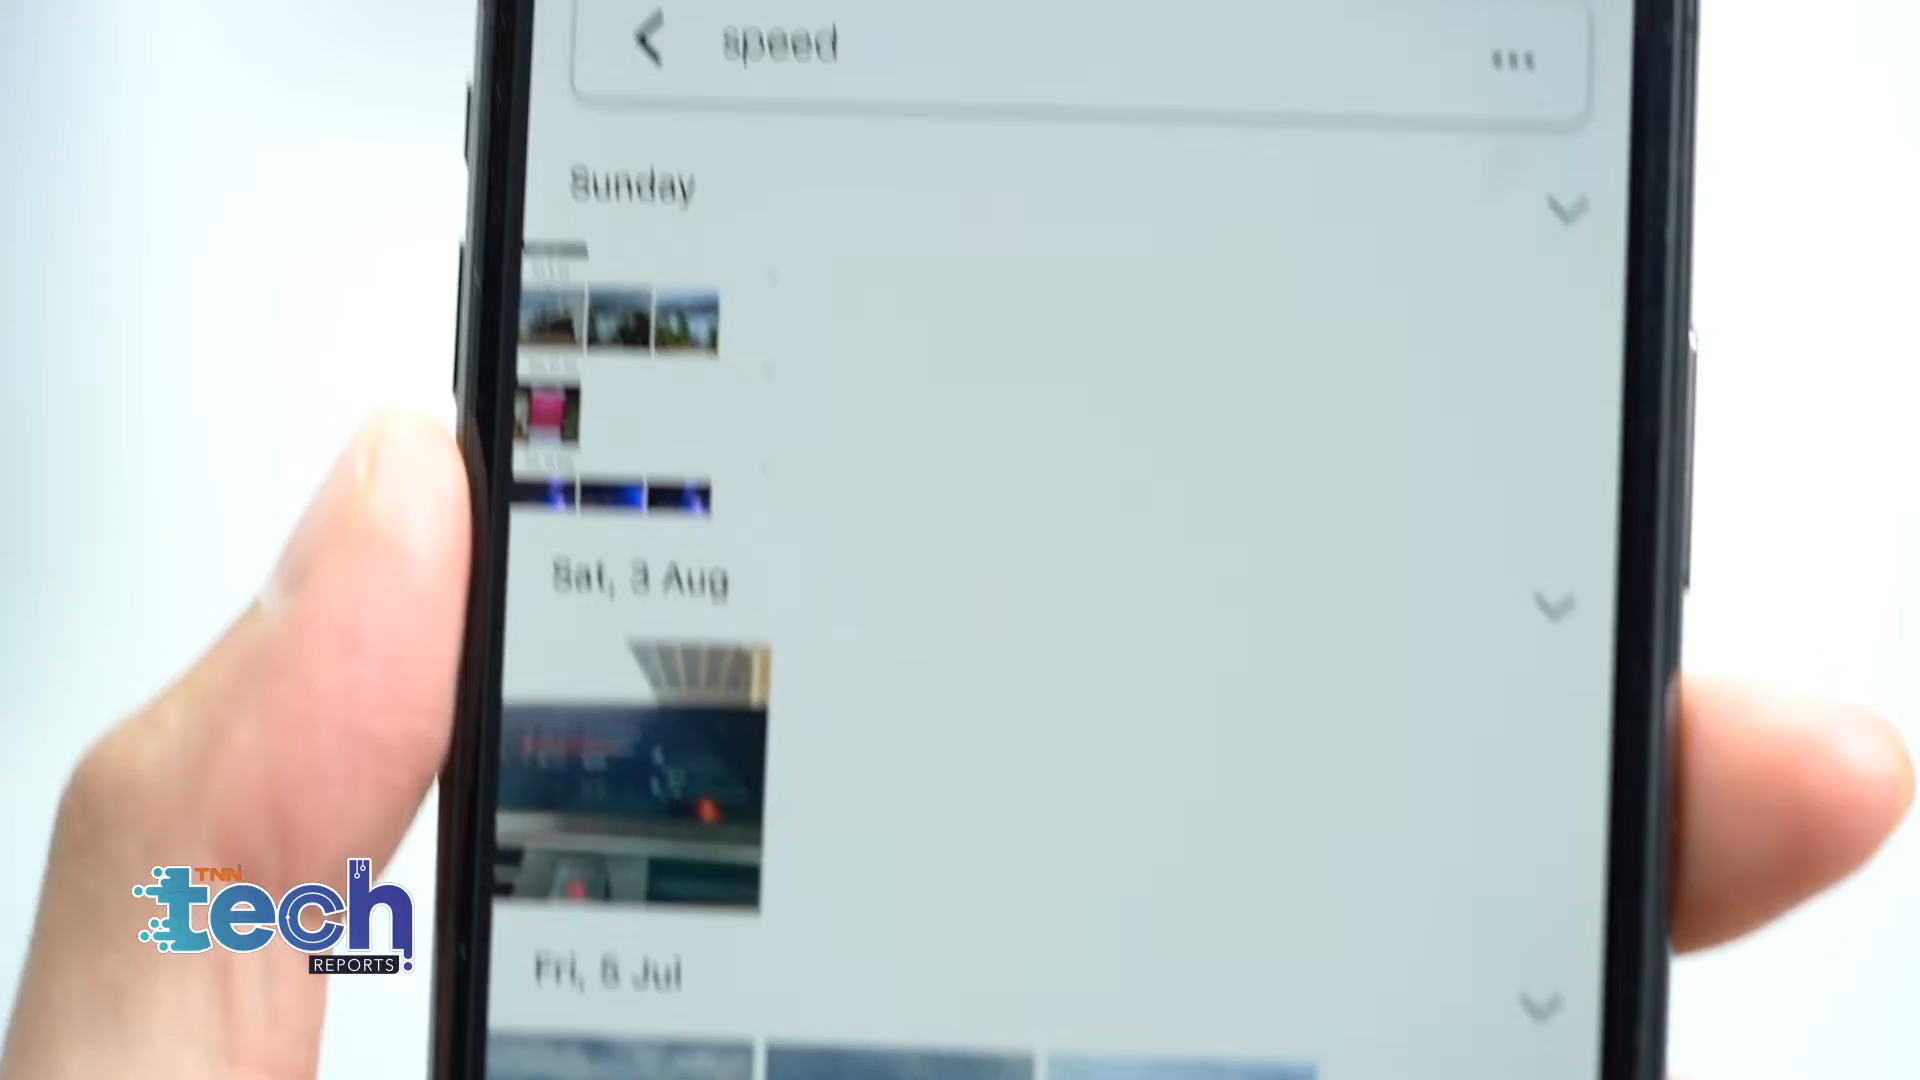 speed
Sunday
Sat, 3 Aug
Fri, 5 Jul
TNN
tech
REPORTS